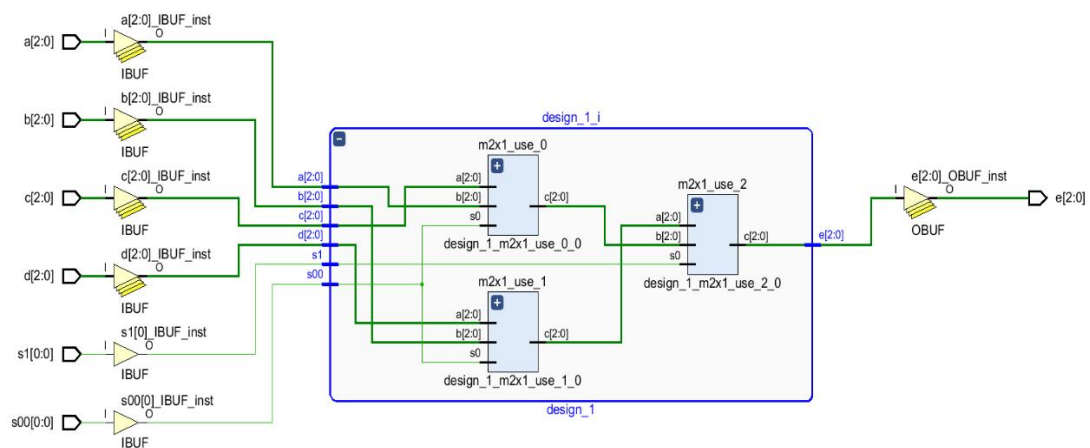 a[2:0]_IBUF_inst
a[2:0]
I
O
IBUF
b[2:0]_IBUF_inst
b[2:0]
I
O
IBUF
c[2:0]_IBUF_inst
c[2:0]
I
O
IBUF
d[2:0]_IBUF_inst
d[2:0]
I
O
IBUF
s1[0]_IBUF_inst
s1[0:0]
I
O
IBUF
s00[0]_IBUF_inst
s00[0:0]
I
O
IBUF
design_1_i
a[2:0]
b[2:0]
c[2:0]
d[2:0]
s1
s00
m2x1_use_0
a[2:0]
b[2:0]
s0
c[2:0]
design_1_m2x1_use_0_0
m2x1_use_1
a[2:0]
b[2:0]
s0
c[2:0]
design_1_m2x1_use_1_0
m2x1_use_2
a[2:0]
b[2:0]
s0
c[2:0]
design_1_m2x1_use_2_0
e[2:0]
design_1
e[2:0]_OBUF_inst
I
O
OBUF
e[2:0]